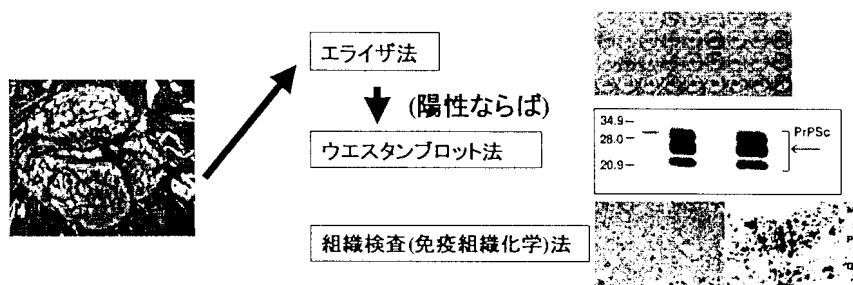 エライザ法
(陽性ならば)
ウエスタンブロット法
34.9–
28.0–
20.9–
PrPSc
組織検査(免疫組織化学)法